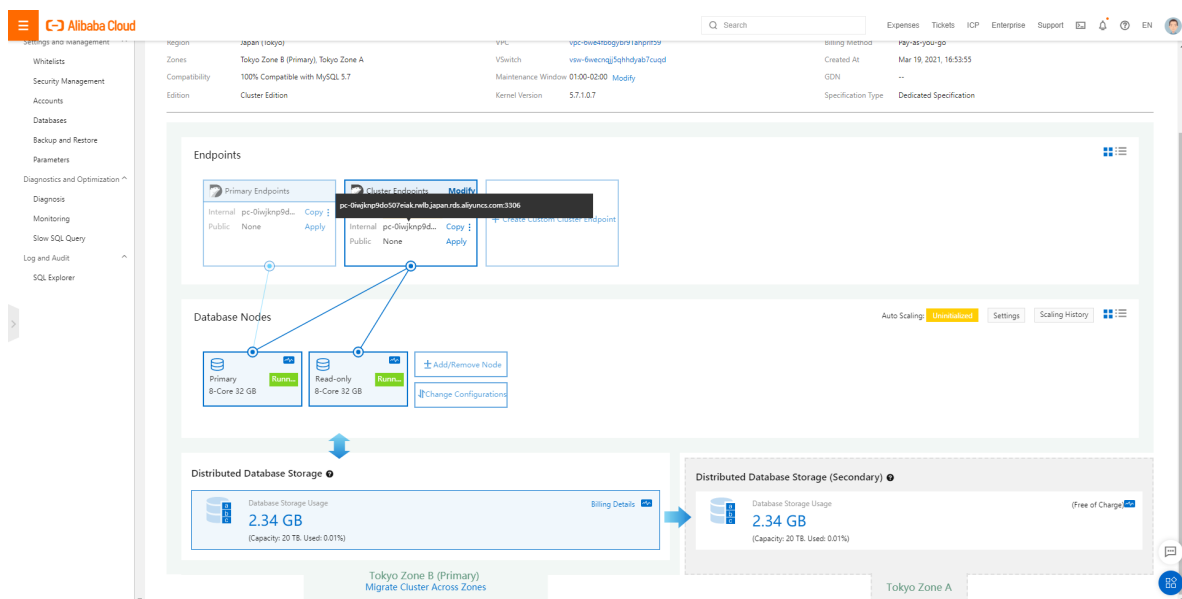 Alibaba Cloud
Search
Expenses Tickets ICP Enterprise Support EN
Settings and Management
Whitelists
Security Management
Accounts
Databases
Backup and Restore
Parameters
Diagnostics and Optimization
Diagnosis
Monitoring
Slow SQL Query
Log and Audit
SQL Explorer
Region Japan (Tokyo) VPC Billing Method Pay-as-you-go
Zones Tokyo Zone B (Primary), Tokyo Zone A VSwitch vsw-6wecnqjj5qhhdyab7cuqd Created At Mar 19, 2021, 16:53:55
Compatibility 100% Compatible with MySQL 5.7 Maintenance Window 01:00-02:00 Modify GDN --
Edition Cluster Edition Kernel Version 5.7.1.0.7 Specification Type Dedicated Specification
Endpoints
Primary Endpoints
Internal pc-0iwjknp9d... Copy
Public None Apply
Cluster Endpoints Modify
pc-0iwjknp9do507eiak.rwlb.japan.rds.aliyuncs.com:3306
Internal pc-0iwjknp9d... Copy
Public None Apply
+ Create Custom Cluster Endpoint
Database Nodes
Auto Scaling: Uninitialized Settings Scaling History
Primary Runn...
8-Core 32 GB
Read-only Runn...
8-Core 32 GB
+Add/Remove Node
Change Configurations
Distributed Database Storage
Database Storage Usage Billing Details
2.34 GB
(Capacity: 20 TB. Used: 0.01%)
Distributed Database Storage (Secondary)
Database Storage Usage (Free of Charge)
2.34 GB
(Capacity: 20 TB. Used: 0.01%)
Tokyo Zone B (Primary)
Migrate Cluster Across Zones
Tokyo Zone A